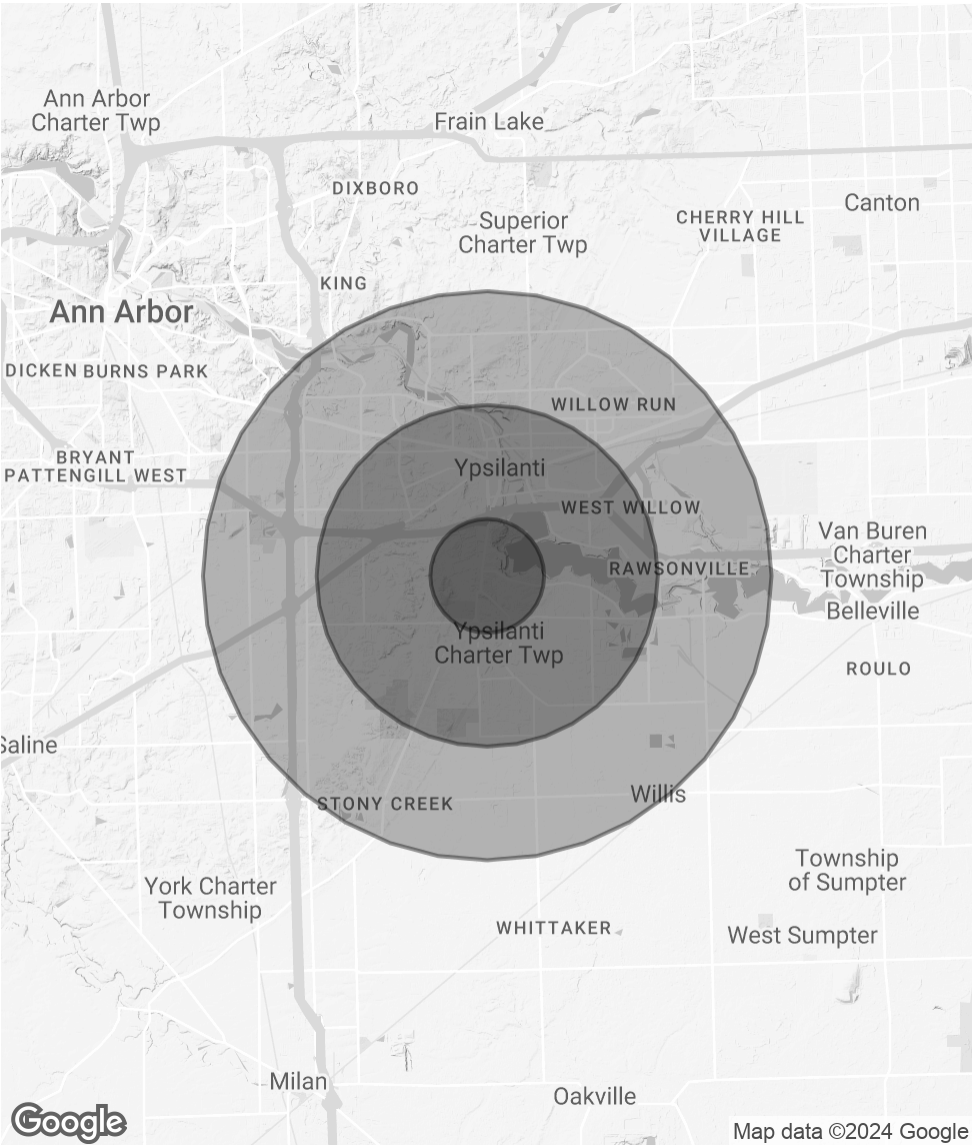 Ann Arbor
Charter Twp
Frain Lake
DIXBORO
Canton
Superior
Charter Twp
CHERRY HILL
VILLAGE
KING
Ann Arbor
DICKEN BURNS PARK
WILLOW RUN
BRYANT
PATTENGILL WEST
Ypsilanti
WEST WILLOW
Van Buren
Charter
Township
RAWSONVILLE
Belleville
Ypsilanti
Charter Twp
ROULO
Saline
Willis
STONY CREEK
Township
of Sumpter
York Charter
Township
WHITTAKER
West Sumpter
Milan
Oakville
Google
Map data ©2024 Google